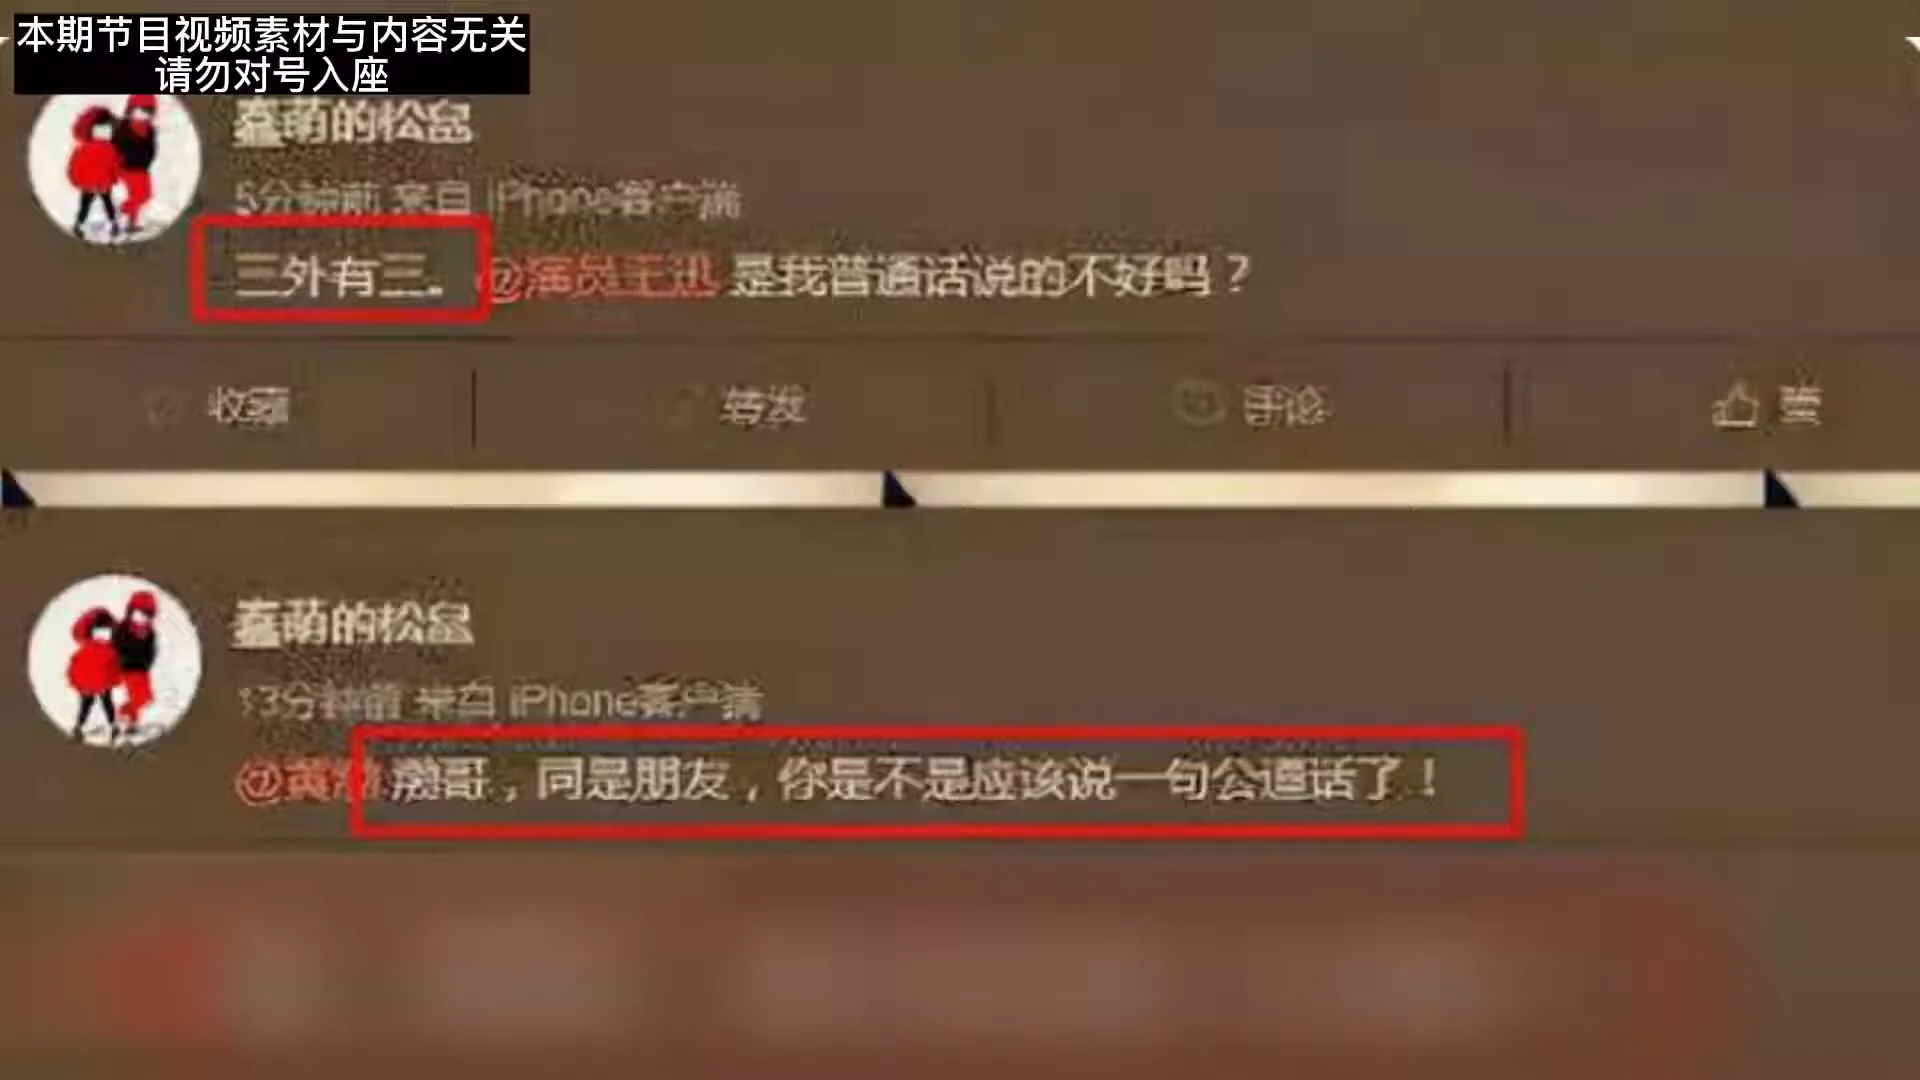 本期节目视频素材与内容无关
请勿对号入座
蠢萌的松鼠
5分钟前 来自 iPhone客户端
三外有三。@演员王迅 是我普通话说的不好吗？
收藏 转发 评论 赞
蠢萌的松鼠
13分钟前 来自 iPhone客户端
@黄渤 渤哥，同是朋友，你是不是应该说一句公道话了！